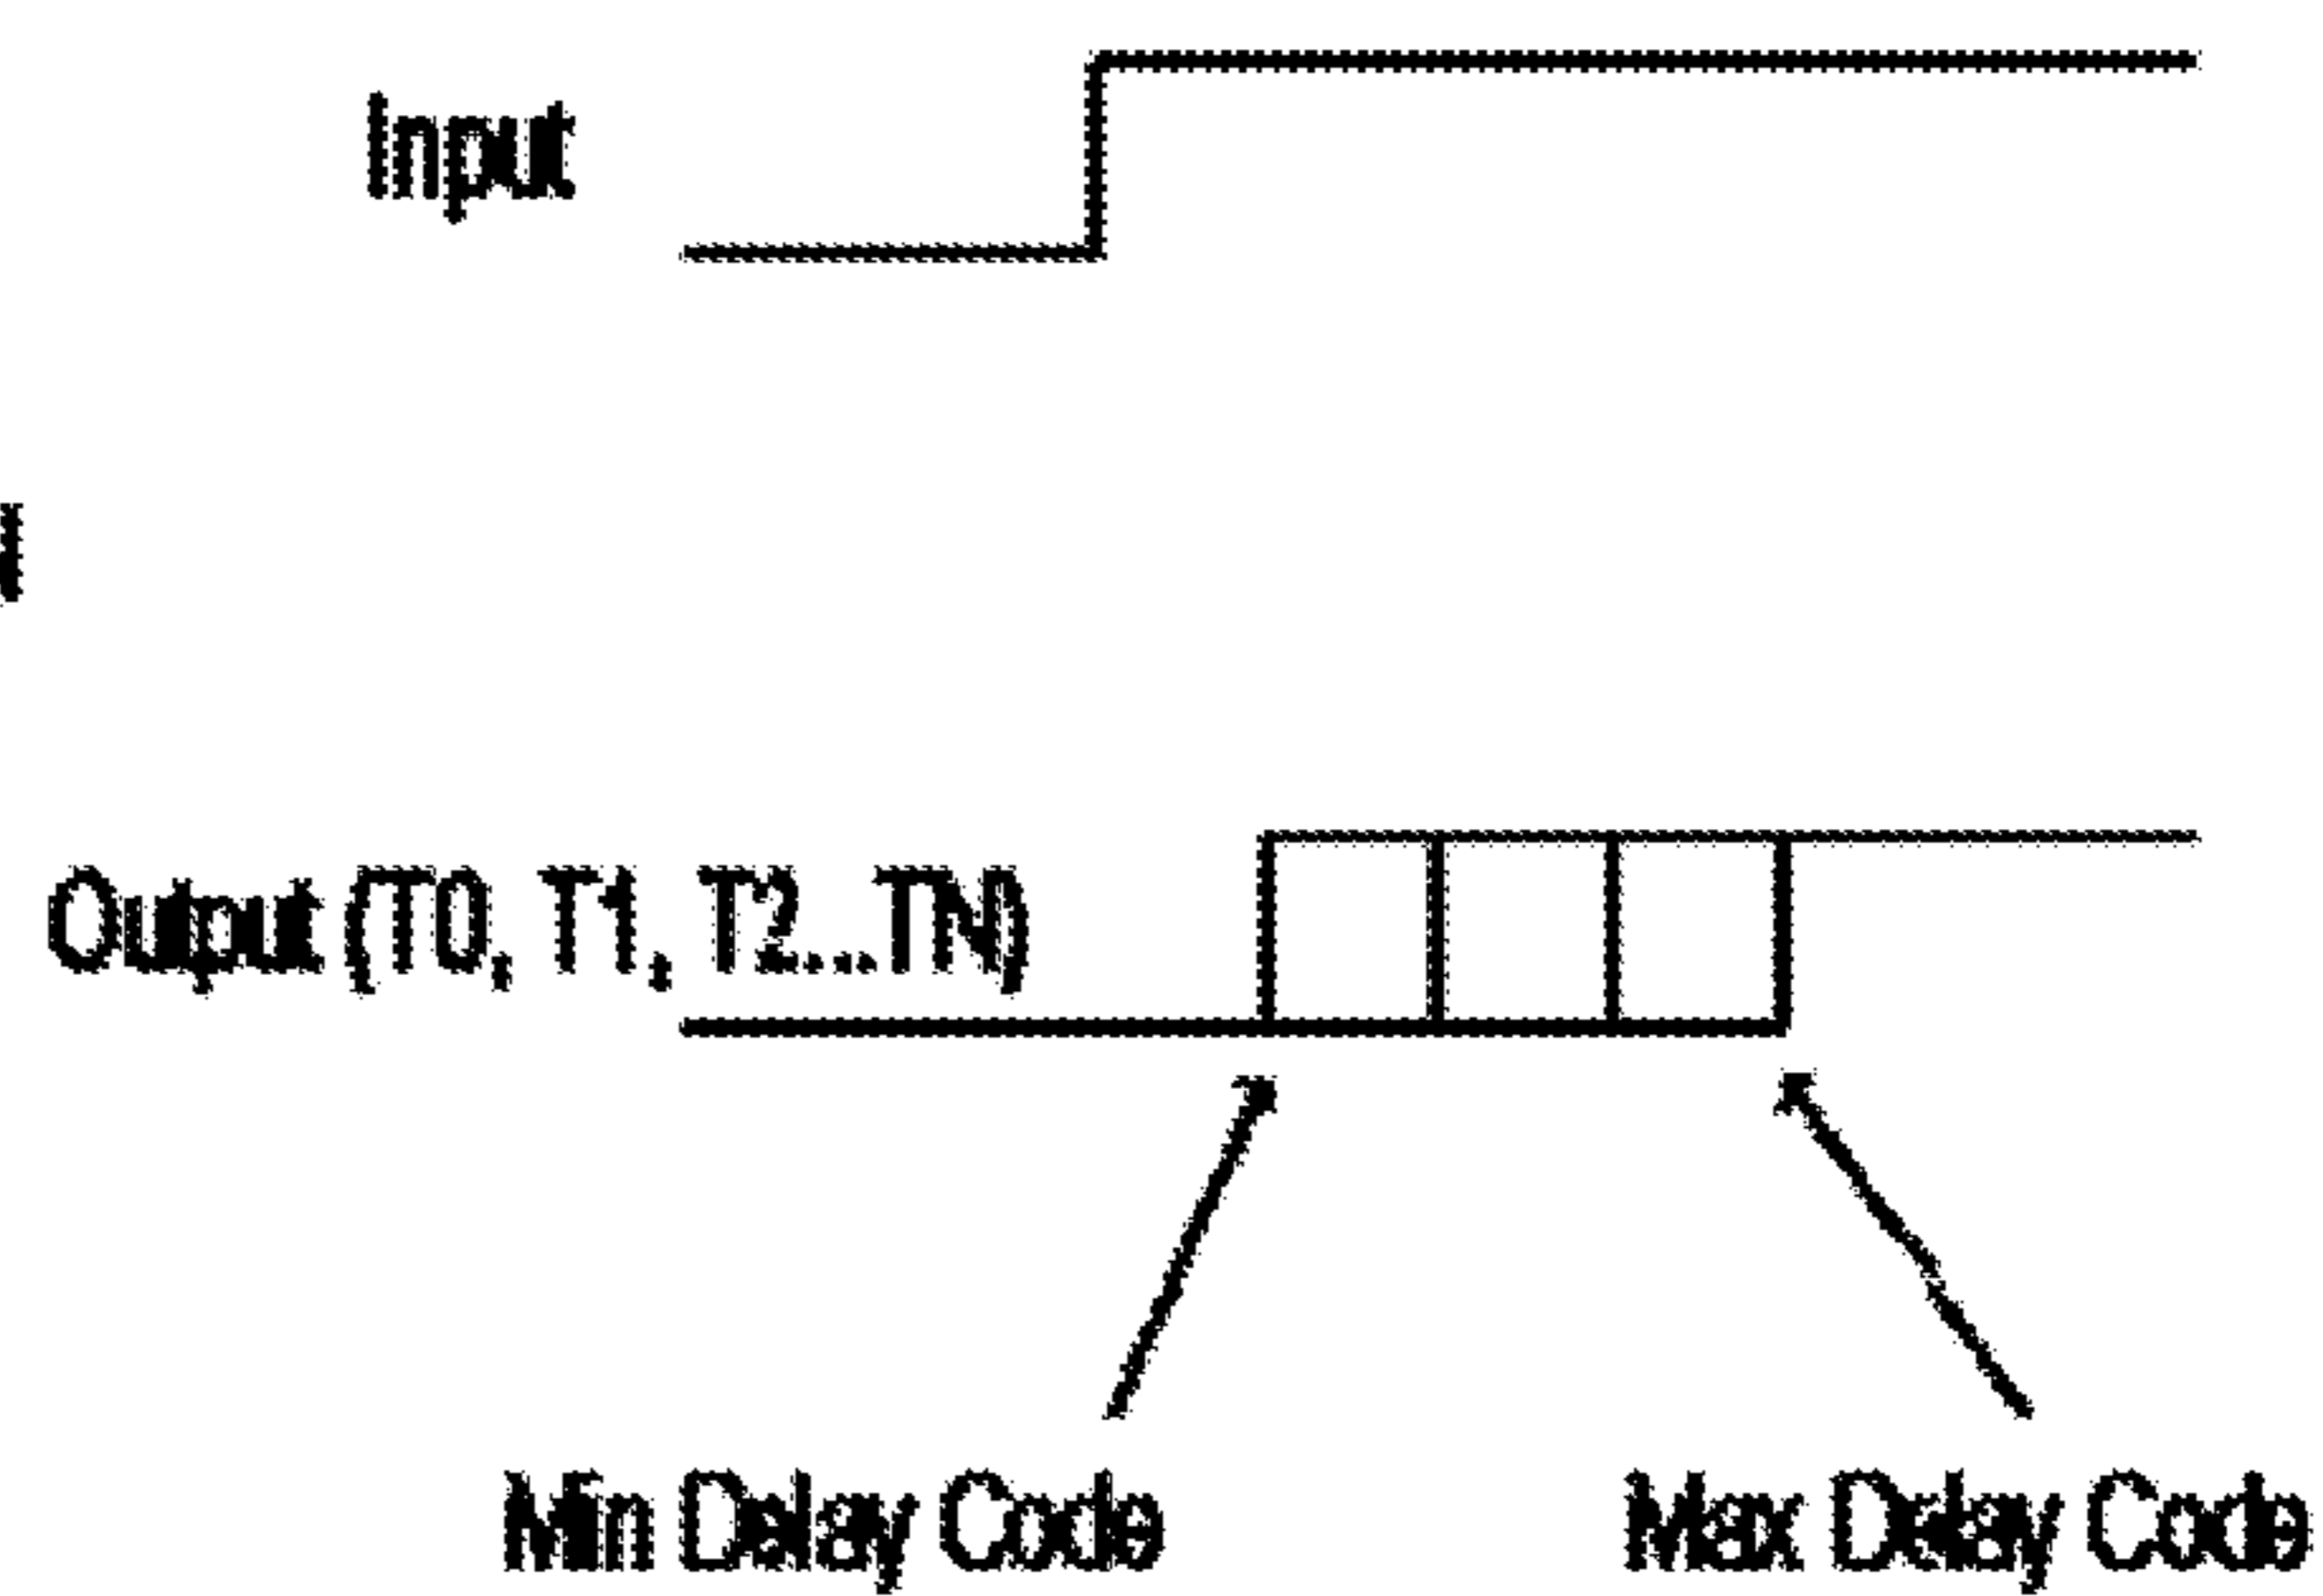 Input
Output (T0, T1, T2...TN)
Min Delay Code
Max Delay Code